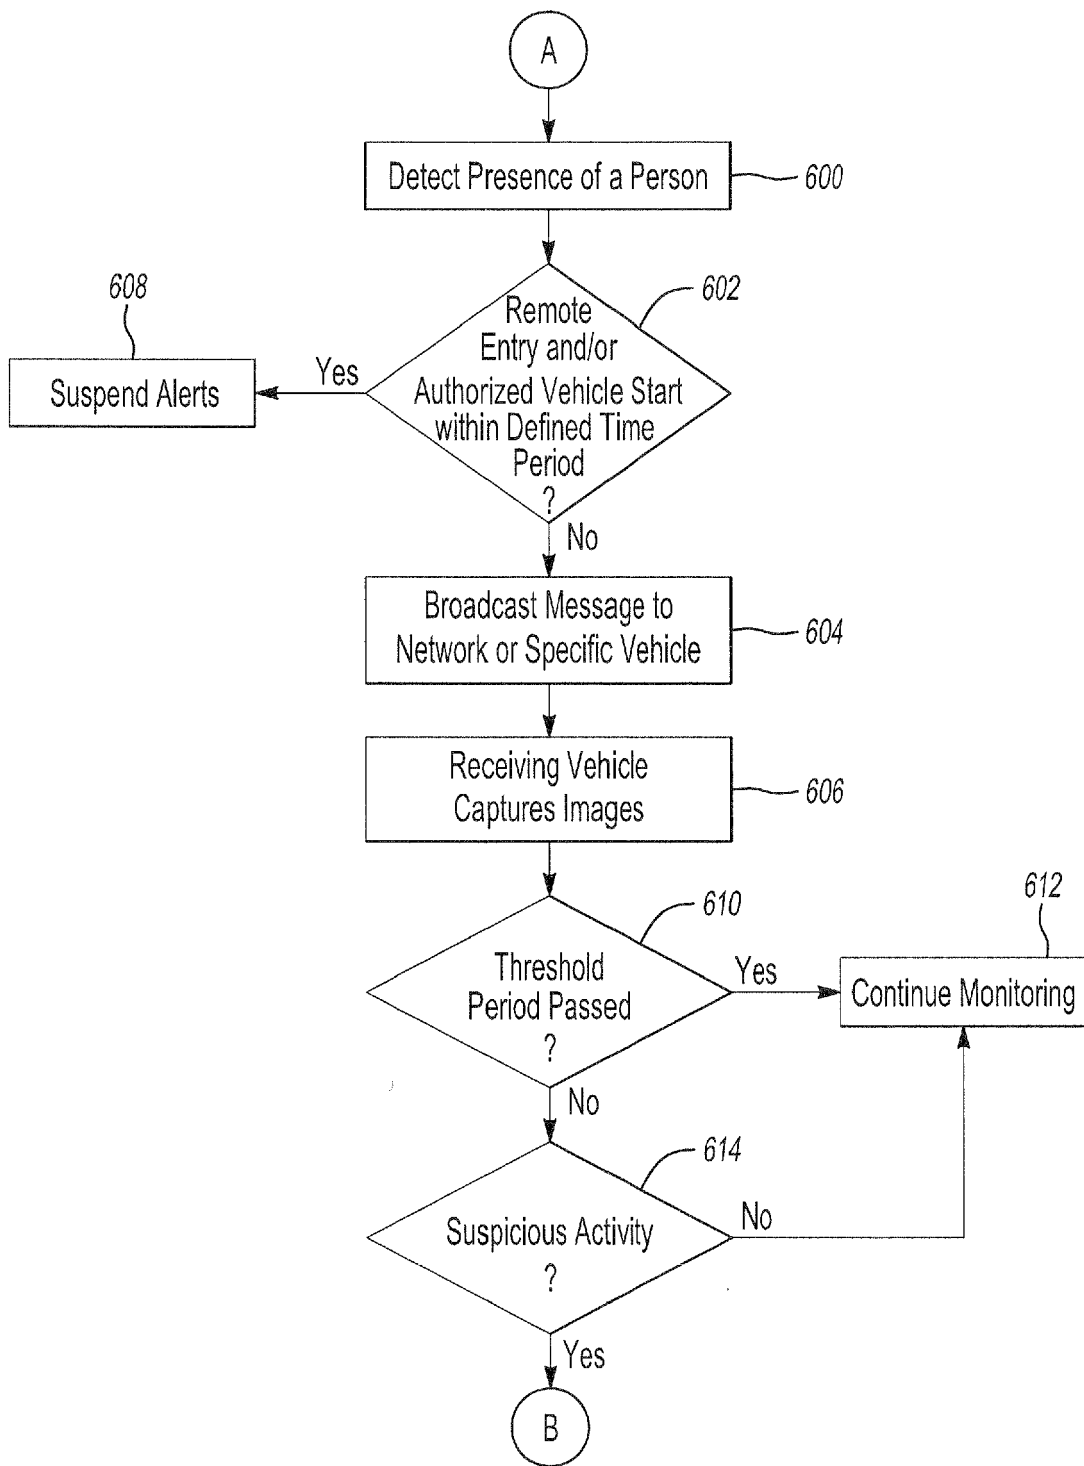 A
Detect Presence of a Person
600
608
602
Remote
Entry and/or
Authorized Vehicle Start
within Defined Time
Period
?
Yes
Suspend Alerts
No
Broadcast Message to
Network or Specific Vehicle
604
Receiving Vehicle
Captures Images
606
610
612
Threshold
Period Passed
?
Yes
Continue Monitoring
No
614
Suspicious Activity
?
No
Yes
B